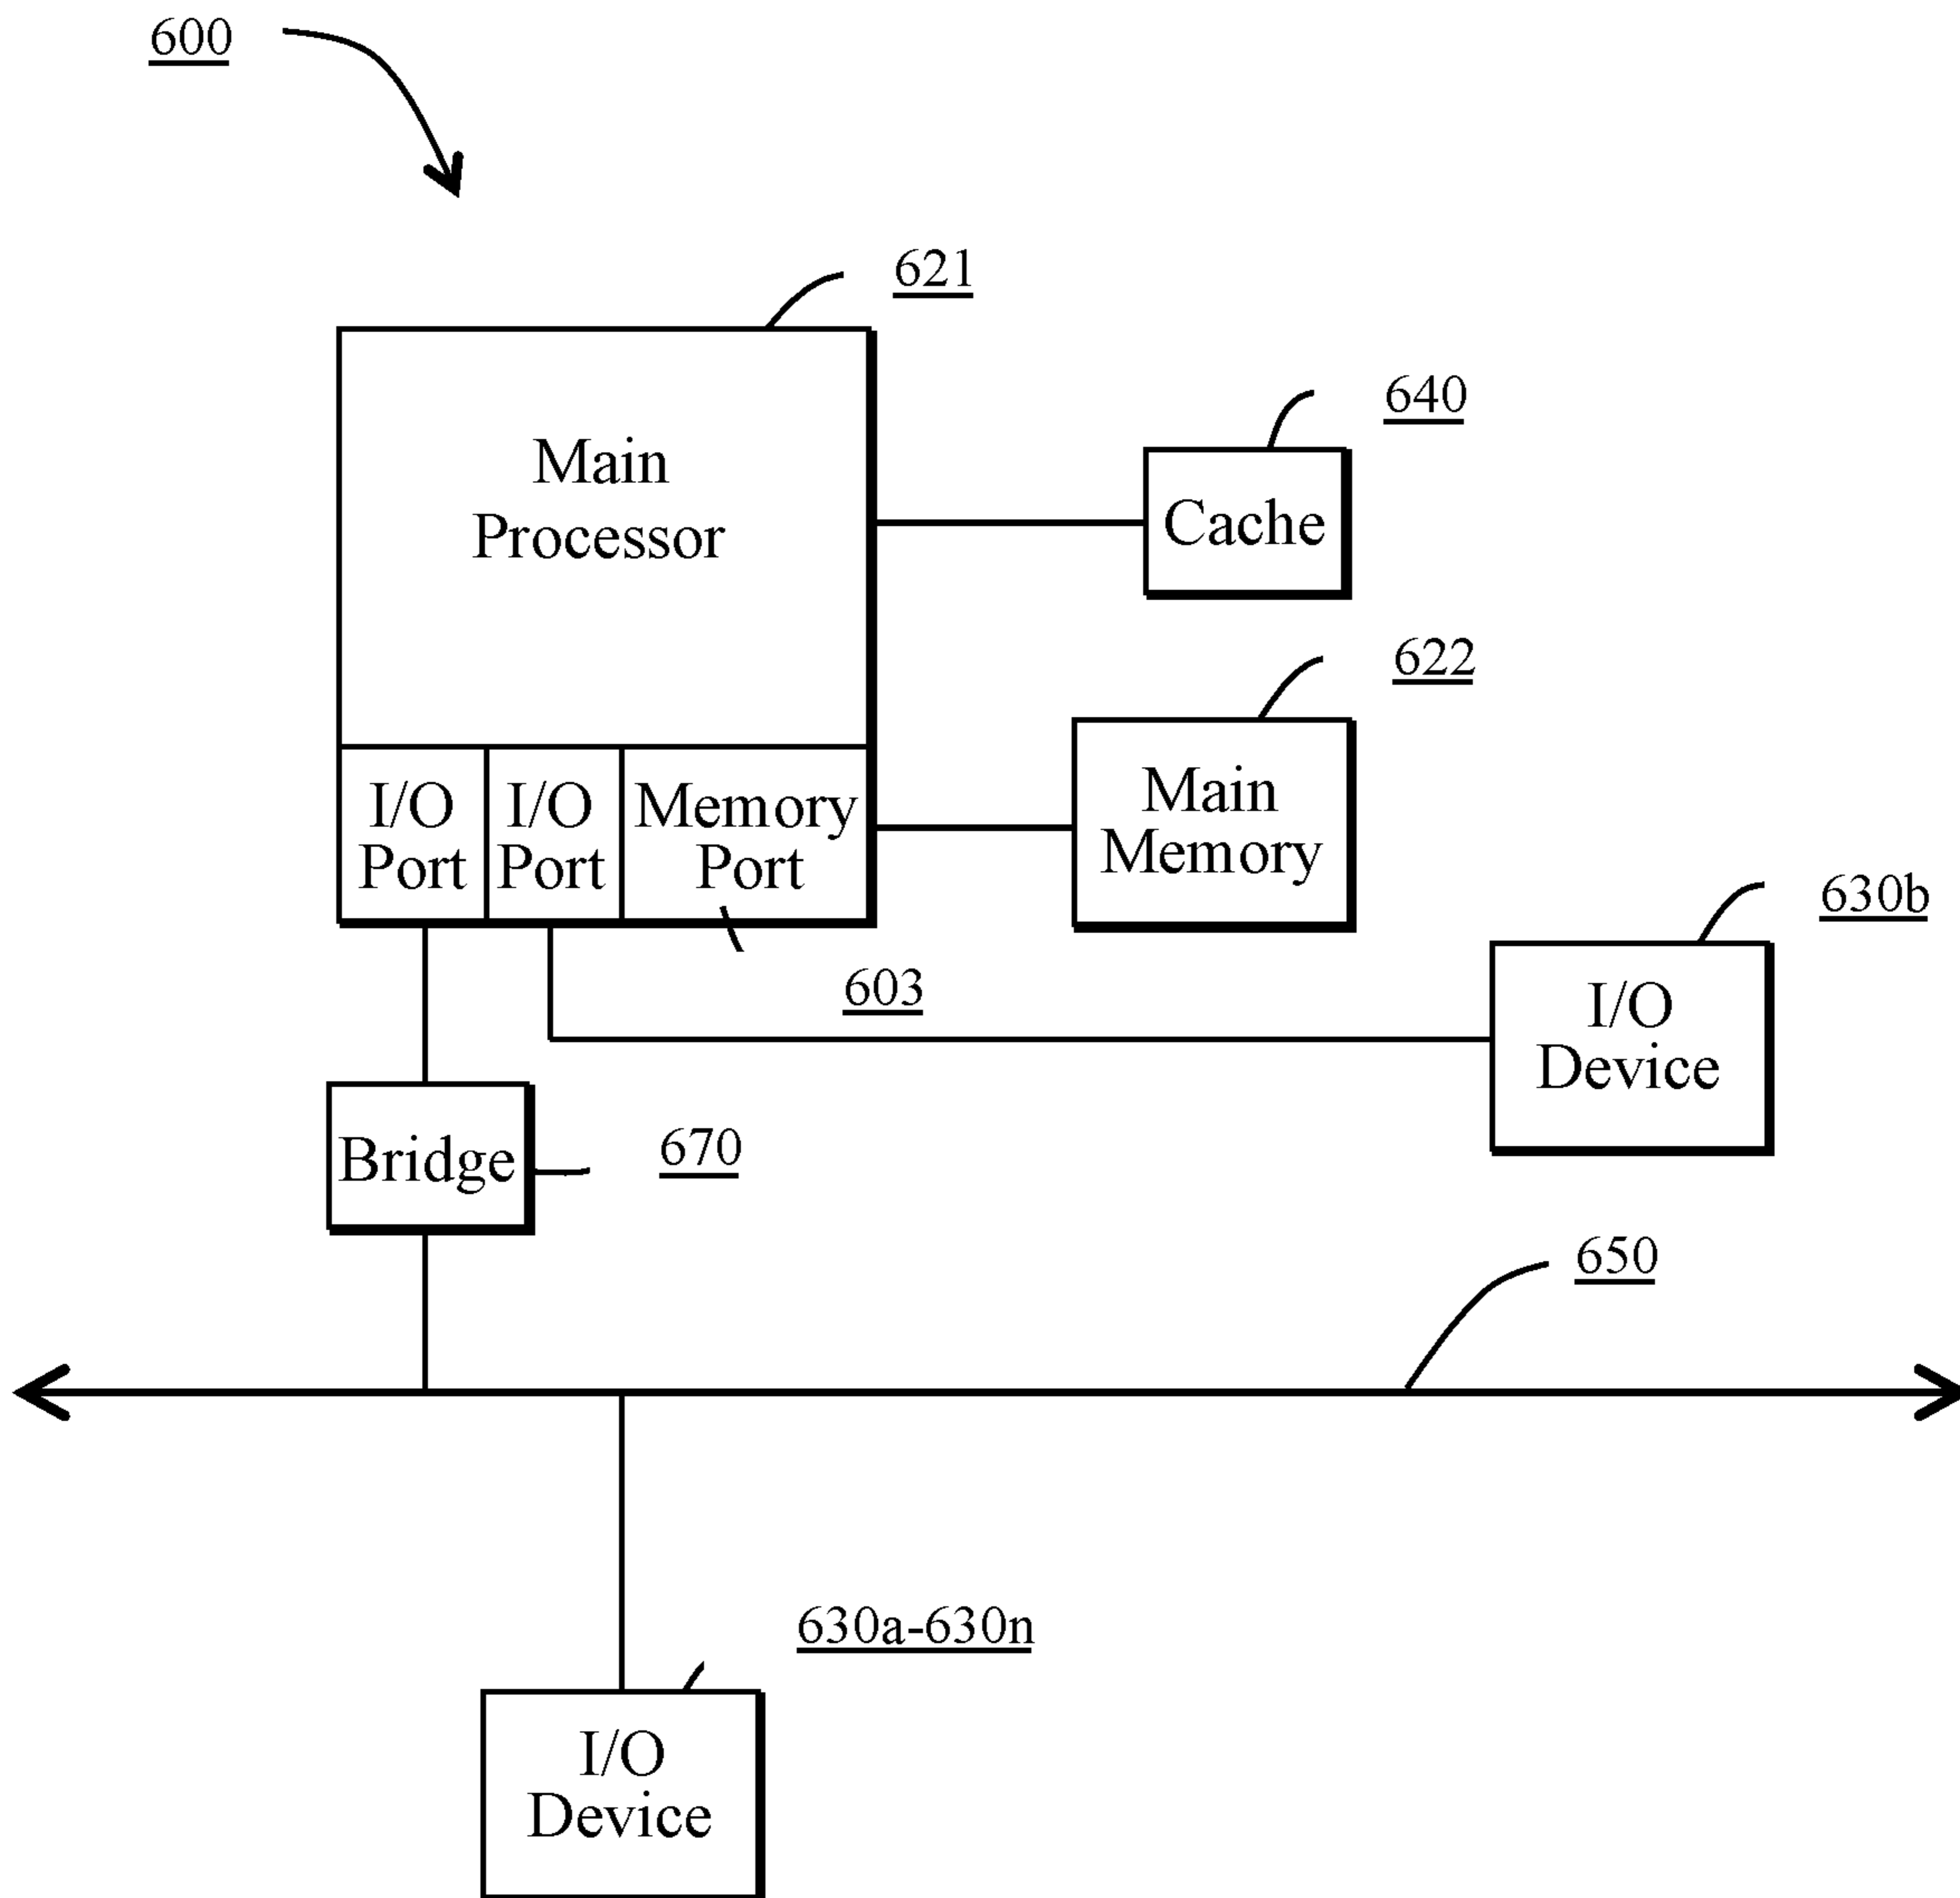 600
621
Main
Processor
640
Cache
622
I/O
Port
I/O
Port
Memory
Port
Main
Memory
603
630b
I/O
Device
Bridge
670
650
630a-630n
I/O
Device